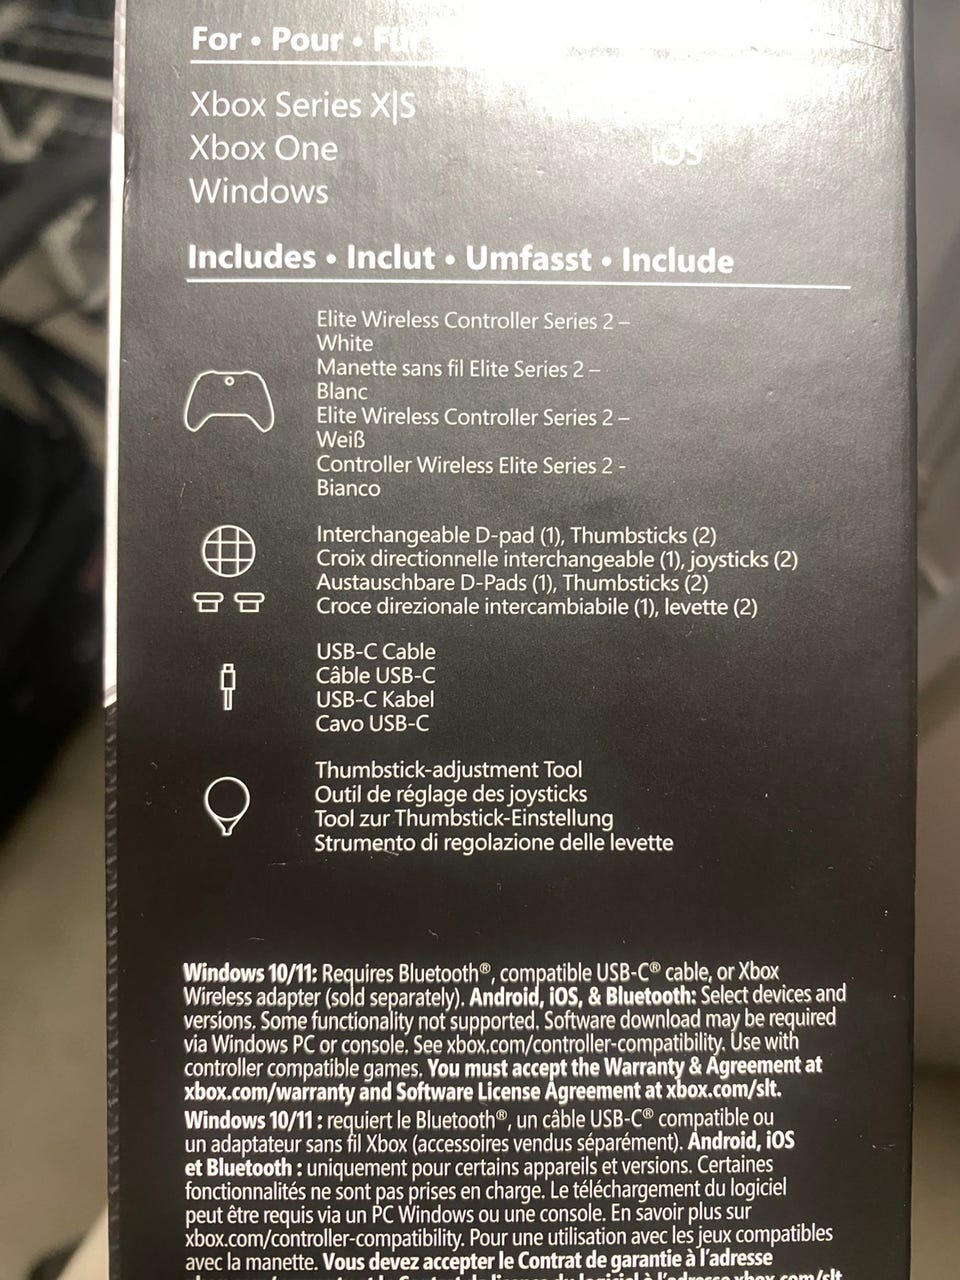 For • Pour • Für
Xbox Series X|S
Xbox One
iOS
Windows
Includes • Inclut • Umfasst • Include
Elite Wireless Controller Series 2 –
White
Manette sans fil Elite Series 2 –
Blanc
Elite Wireless Controller Series 2 –
Weiß
Controller Wireless Elite Series 2 -
Bianco
Interchangeable D-pad (1), Thumbsticks (2)
Croix directionnelle interchangeable (1), joysticks (2)
Austauschbare D-Pads (1), Thumbsticks (2)
Croce direzionale intercambiabile (1), levette (2)
USB-C Cable
Câble USB-C
USB-C Kabel
Cavo USB-C
Thumbstick-adjustment Tool
Outil de réglage des joysticks
Tool zur Thumbstick-Einstellung
Strumento di regolazione delle levette
Windows 10/11: Requires Bluetooth®, compatible USB-C® cable, or Xbox
Wireless adapter (sold separately). Android, iOS, & Bluetooth: Select devices and
versions. Some functionality not supported. Software download may be required
via Windows PC or console. See xbox.com/controller-compatibility. Use with
controller compatible games. You must accept the Warranty & Agreement at
xbox.com/warranty and Software License Agreement at xbox.com/slt.
Windows 10/11 : requiert le Bluetooth®, un câble USB-C® compatible ou
un adaptateur sans fil Xbox (accessoires vendus séparément). Android, iOS
et Bluetooth : uniquement pour certains appareils et versions. Certaines
fonctionnalités ne sont pas prises en charge. Le téléchargement du logiciel
peut être requis via un PC Windows ou une console. En savoir plus sur
xbox.com/controller-compatibility. Pour une utilisation avec les jeux compatibles
avec la manette. Vous devez accepter le Contrat de garantie à l'adresse
du logiciel à l'adresse xbox.com/slt